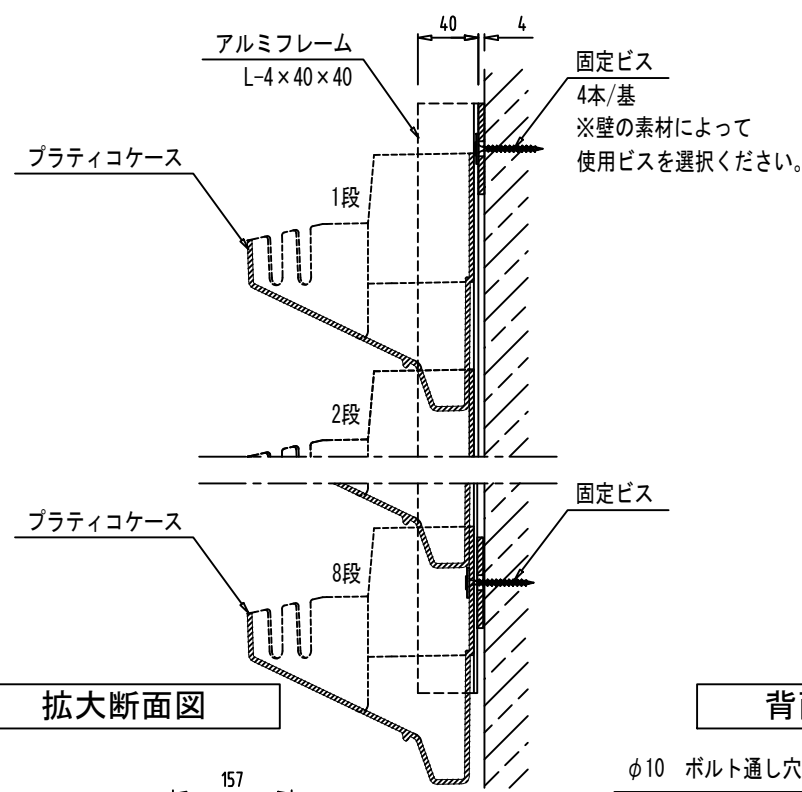 40
4
アルミフレーム
L-4×40×40
固定ビス
4本/基
※壁の素材によって
使用ビスを選択ください。
プラティコケース
1段
2段
固定ビス
プラティコケース
8段
拡大断面図
157
φ10 ボルト通し穴